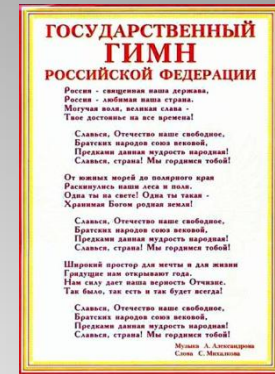 ГОСУДАРСТВЕННЫЙ
ГИМН
РОССИЙСКОЙ ФЕДЕРАЦИИ
Россия - священная наша держава,
Россия - любимая наша страна.
Могучая воля, великая слава -
Твое достоянье на все времена!
Славься, Отечество наше свободное,
Братских народов союз вековой,
Предками данная мудрость народная!
Славься, страна! Мы гордимся тобой!
От южных морей до полярного края
Раскинулись наши леса и поля.
Одна ты на свете! Одна ты такая -
Хранимая Богом родная земля!
Славься, Отечество наше свободное,
Братских народов союз вековой,
Предками данная мудрость народная!
Славься, страна! Мы гордимся тобой!
Широкий простор для мечты и для жизни
Грядущие нам открывают года.
Нам силу дает наша верность Отчизне.
Так было, так есть и так будет всегда!
Славься, Отечество наше свободное,
Братских народов союз вековой,
Предками данная мудрость народная!
Славься, страна! Мы гордимся тобой!
Музыка А. Александрова
Слова С. Михалкова